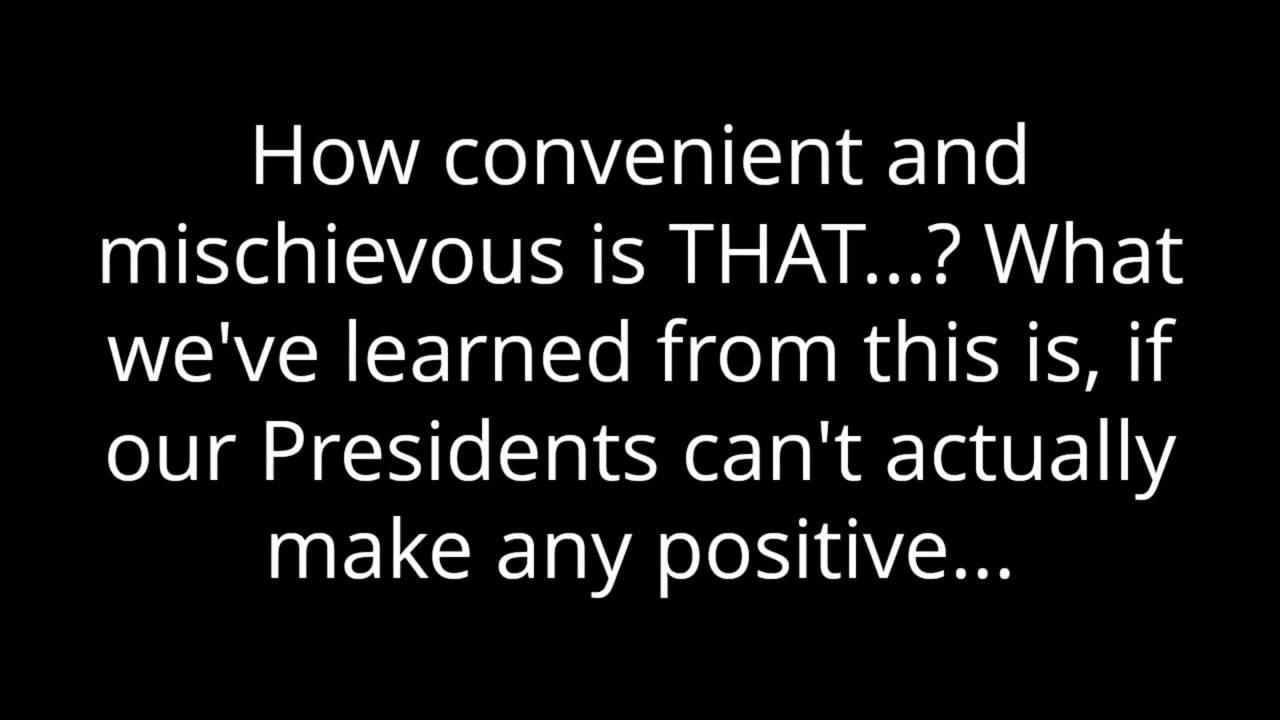 How convenient and
mischievous is THAT...? What
we've learned from this is, if
our Presidents can't actually
make any positive...